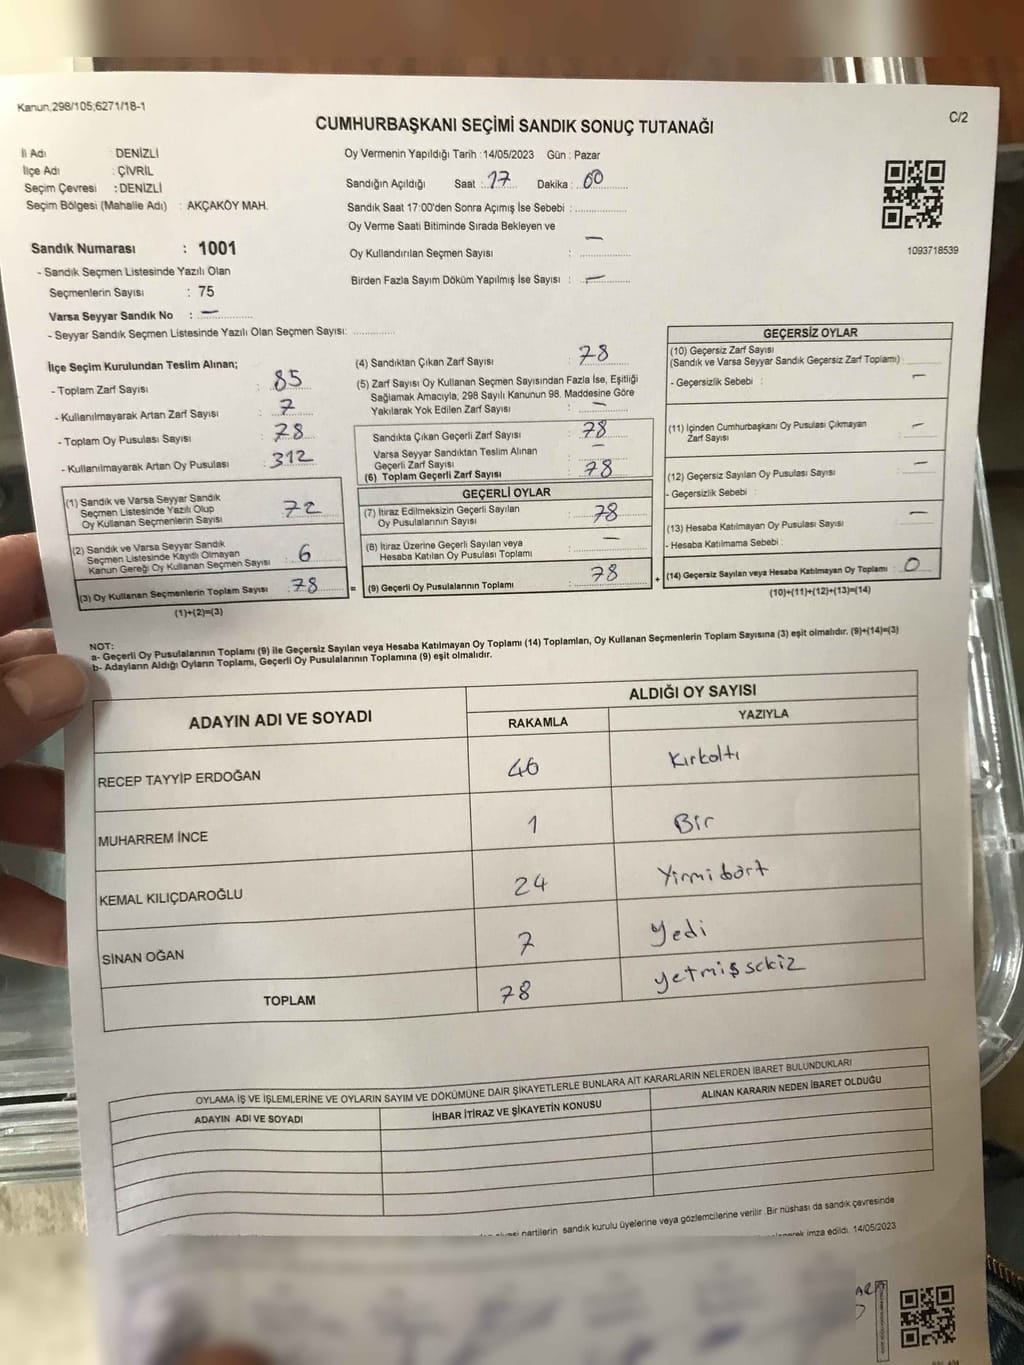 Kanun,298/105;6271/18-1
C/2
CUMHURBAŞKANI SEÇİMİ SANDIK SONUÇ TUTANAĞI
İl Adı : DENİZLİ
İlçe Adı : ÇİVRİL
Seçim Çevresi : DENİZLİ
Seçim Bölgesi (Mahalle Adı) : AKÇAKÖY MAH.
Oy Vermenin Yapıldığı Tarih :14/05/2023 Gün : Pazar
Sandığın Açıldığı Saat : 17 Dakika : 00
Sandık Saat 17:00'den Sonra Açımış İse Sebebi :
Oy Verme Saati Bitiminde Sırada Bekleyen ve
Oy Kullandırılan Seçmen Sayısı : —
Birden Fazla Sayım Döküm Yapılmış İse Sayısı : —
1093718539
Sandık Numarası : 1001
- Sandık Seçmen Listesinde Yazılı Olan
Seçmenlerin Sayısı : 75
Varsa Seyyar Sandık No : —
- Seyyar Sandık Seçmen Listesinde Yazılı Olan Seçmen Sayısı:
İlçe Seçim Kurulundan Teslim Alınan;
- Toplam Zarf Sayısı : 85
- Kullanılmayarak Artan Zarf Sayısı : 7
- Toplam Oy Pusulası Sayısı : 78
- Kullanılmayarak Artan Oy Pusulası : 312
(1) Sandık ve Varsa Seyyar Sandık
Seçmen Listesinde Yazılı Olup
Oy Kullanan Seçmenlerin Sayısı : 72
(2) Sandık ve Varsa Seyyar Sandık
Seçmen Listesinde Kayıtlı Olmayan
Kanun Gereği Oy Kullanan Seçmen Sayısı : 6
(3) Oy Kullanan Seçmenlerin Toplam Sayısı : 78 =
(1)+(2)=(3)
(4) Sandıktan Çıkan Zarf Sayısı : 78
(5) Zarf Sayısı Oy Kullanan Seçmen Sayısından Fazla İse, Eşitliği
Sağlamak Amacıyla, 298 Sayılı Kanunun 98. Maddesine Göre
Yakılarak Yok Edilen Zarf Sayısı : —
Sandıkta Çıkan Geçerli Zarf Sayısı : 78
Varsa Seyyar Sandıktan Teslim Alınan
Geçerli Zarf Sayısı : —
(6) Toplam Geçerli Zarf Sayısı : 78
GEÇERLİ OYLAR
(7) İtiraz Edilmeksizin Geçerli Sayılan
Oy Pusulalarının Sayısı : 78
(8) İtiraz Üzerine Geçerli Sayılan veya
Hesaba Katılan Oy Pusulası Toplamı : —
(9) Geçerli Oy Pusulalarının Toplamı : 78 +
GEÇERSİZ OYLAR
(10) Geçersiz Zarf Sayısı
(Sandık ve Varsa Seyyar Sandık Geçersiz Zarf Toplamı)
- Geçersizlik Sebebi : —
(11) İçinden Cumhurbaşkanı Oy Pusulası Çıkmayan
Zarf Sayısı —
(12) Geçersiz Sayılan Oy Pusulası Sayısı —
- Geçersizlik Sebebi :
(13) Hesaba Katılmayan Oy Pusulası Sayısı —
- Hesaba Katılmama Sebebi :
(14) Geçersiz Sayılan veya Hesaba Katılmayan Oy Toplamı : 0
(10)+(11)+(12)+(13)=(14)
NOT:
a- Geçerli Oy Pusulalarının Toplamı (9) ile Geçersiz Sayılan veya Hesaba Katılmayan Oy Toplamı (14) Toplamları, Oy Kullanan Seçmenlerin Toplam Sayısına (3) eşit olmalıdır. (9)+(14)=(3)
b- Adayların Aldığı Oyların Toplamı, Geçerli Oy Pusulalarının Toplamına (9) eşit olmalıdır.
ADAYIN ADI VE SOYADI
ALDIĞI OY SAYISI
RAKAMLA YAZIYLA
RECEP TAYYİP ERDOĞAN 46 Kırkaltı
MUHARREM İNCE 1 Bir
KEMAL KILIÇDAROĞLU 24 Yirmidört
SİNAN OĞAN 7 Yedi
TOPLAM 78 yetmişsekiz
OYLAMA İŞ VE İŞLEMLERİNE VE OYLARIN SAYIM VE DÖKÜMÜNE DAİR ŞİKAYETLERLE BUNLARA AİT KARARLARIN NELERDEN İBARET BULUNDUKLARI
ADAYIN ADI VE SOYADI İHBAR İTİRAZ VE ŞİKAYETİN KONUSU ALINAN KARARIN NEDEN İBARET OLDUĞU
partilerin sandık kurulu üyelerine veya gözlemcilerine verilir. Bir nüshası da sandık çevresinde
imza edildi. 14/05/2023